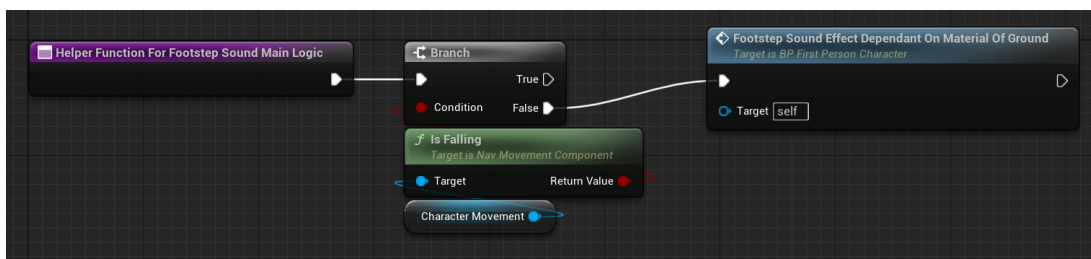 Helper Function For Footstep Sound Main Logic
Branch
True
Condition
False
Footstep Sound Effect Dependant On Material Of Ground
Target is BP First Person Character
Target self
f Is Falling
Target is Nav Movement Component
Target
Return Value
Character Movement